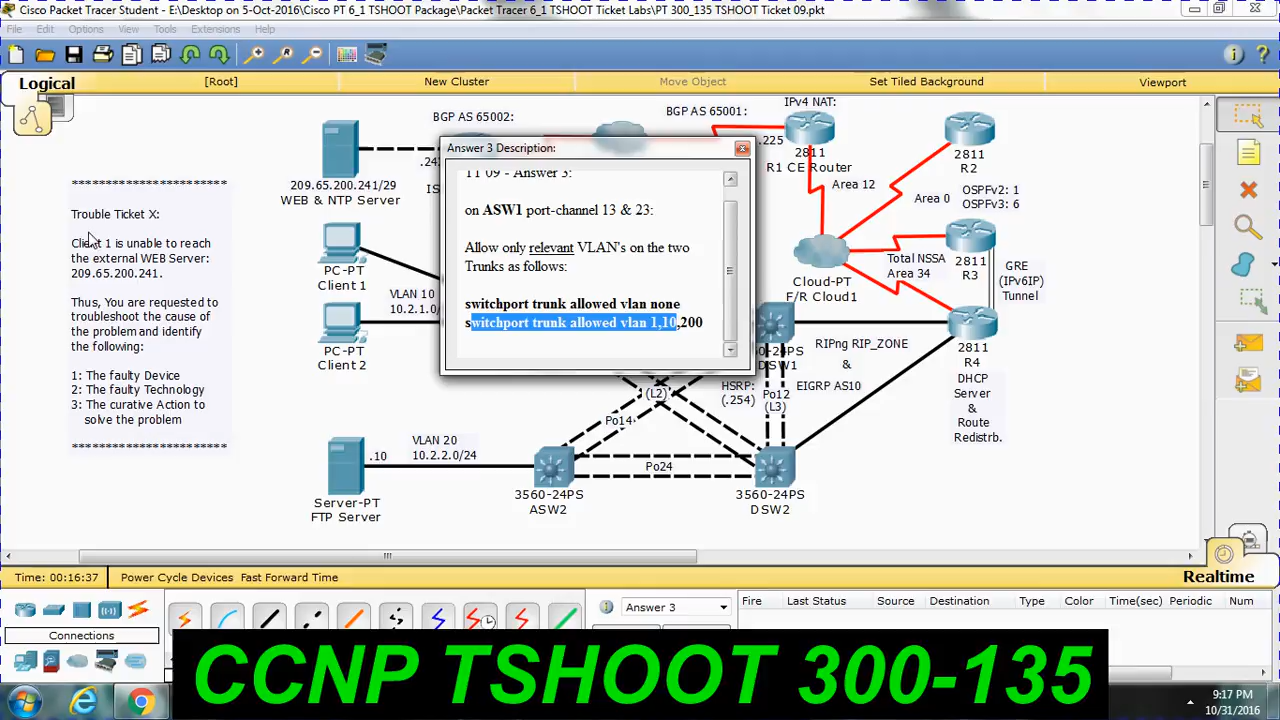 Cisco Packet Tracer Student - E:\Desktop on 5-Oct-2016\Cisco PT 6_1 TSHOOT Package\Packet Tracer 6_1 TSHOOT Ticket Labs\PT 300_135 TSHOOT Ticket 09.pkt
File Edit Options View Tools Extensions Help
Logical [Root] New Cluster Move Object Set Tiled Background Viewport
****************************
Trouble Ticket X:
Client 1 is unable to reach
the external WEB Server:
209.65.200.241.
Thus, You are requested to
troubleshoot the cause of
the problem and identify
the following:
1: The faulty Device
2: The faulty Technology
3: The curative Action to
solve the problem
****************************
BGP AS 65002:
BGP AS 65001:
IPv4 NAT:
.225
2811
R1 CE Router
2811
R2
209.65.200.241/29
WEB & NTP Server
Area 12
Area 0
OSPFv2: 1
OSPFv3: 6
PC-PT
Client 1
VLAN 10
10.2.1.0/
PC-PT
Client 2
Cloud-PT
F/R Cloud1
Total NSSA
Area 34
2811
R3
GRE
(IPv6IP)
Tunnel
Answer 3 Description:
11 09 - Answer 3:
on ASW1 port-channel 13 & 23:
Allow only relevant VLAN's on the two
Trunks as follows:
switchport trunk allowed vlan none
switchport trunk allowed vlan 1,10,200
DSW1
RIPng RIP_ZONE
&
EIGRP AS10
2811
R4
DHCP
Server
&
Route
Redistrb.
(L2)
HSRP:
(.254)
Po12
(L3)
Po14
VLAN 20
10.2.2.0/24
.10
Po24
Server-PT
FTP Server
3560-24PS
ASW2
3560-24PS
DSW2
Time: 00:16:37 Power Cycle Devices Fast Forward Time
Realtime
Connections
Answer 3
Fire Last Status Source Destination Type Color Time(sec) Periodic Num
CCNP TSHOOT 300-135
9:17 PM
10/31/2016